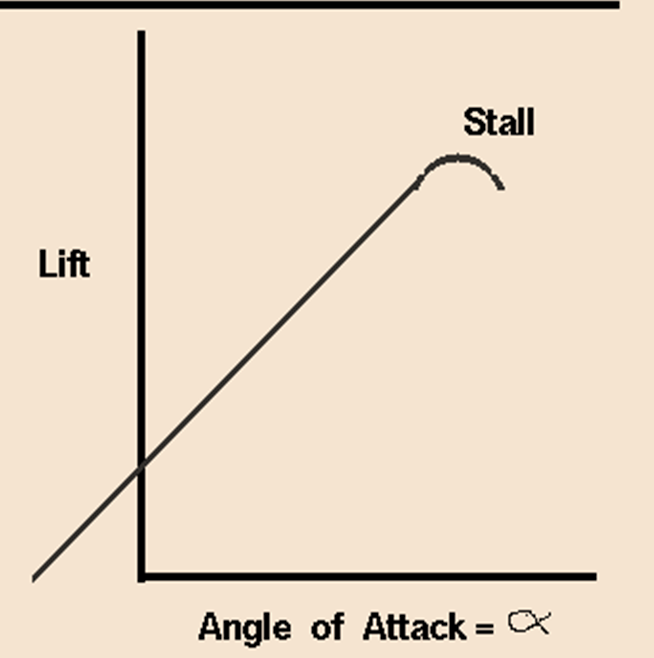 Stall
Lift
Angle of Attack = α